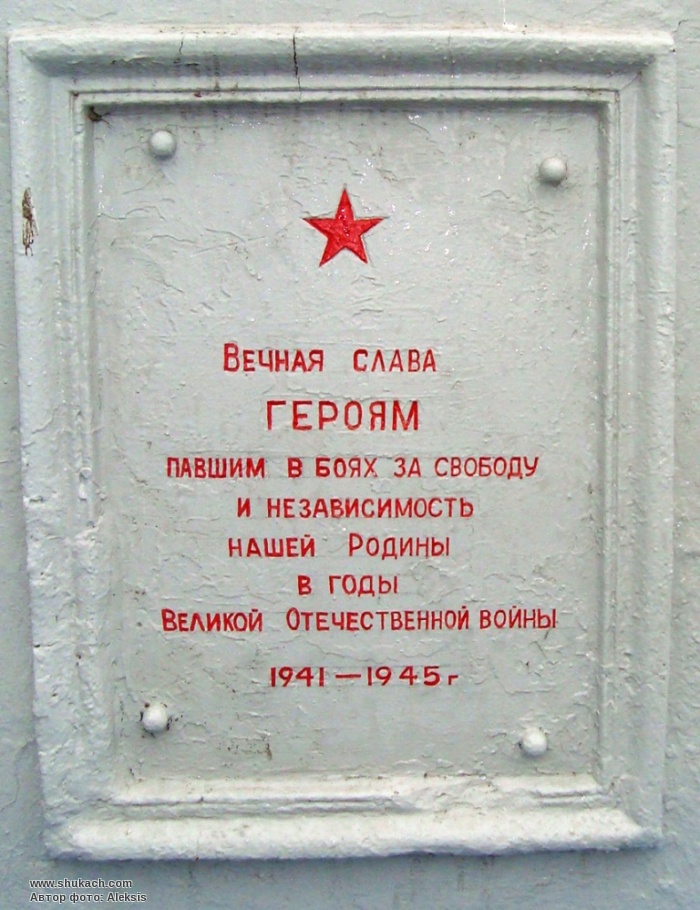 Вечная слава
ГЕРОЯМ
павшим в боях за свободу
и независимость
нашей Родины
в годы
Великой Отечественной войны
1941 — 1945 г
www.shukach.com
Автор фото: Aleksis